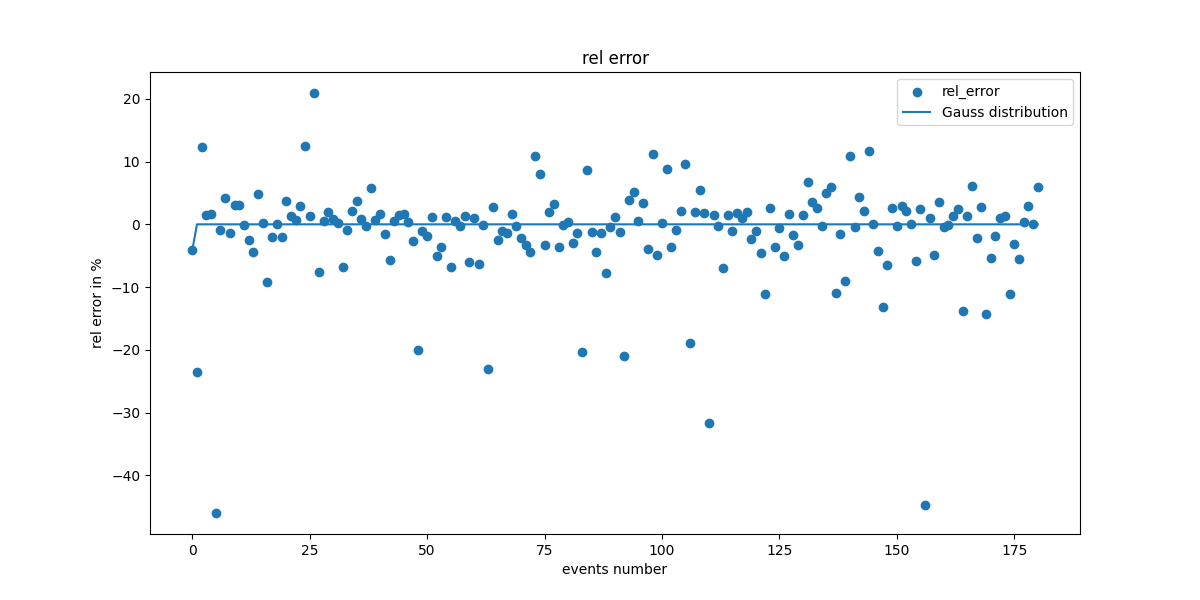 rel error
rel_error
Gauss distribution
20
10
0
−10
−20
−30
−40
rel error in %
0 25 50 75 100 125 150 175
events number